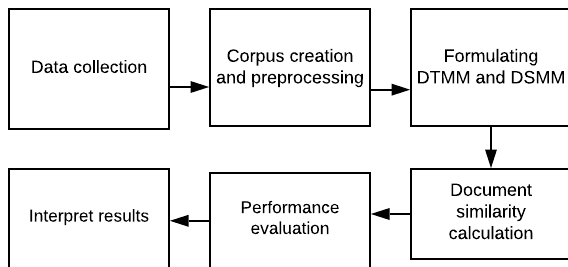 Data collection
Corpus creation
and preprocessing
Formulating
DTMM and DSMM
Document
similarity
calculation
Performance
evaluation
Interpret results